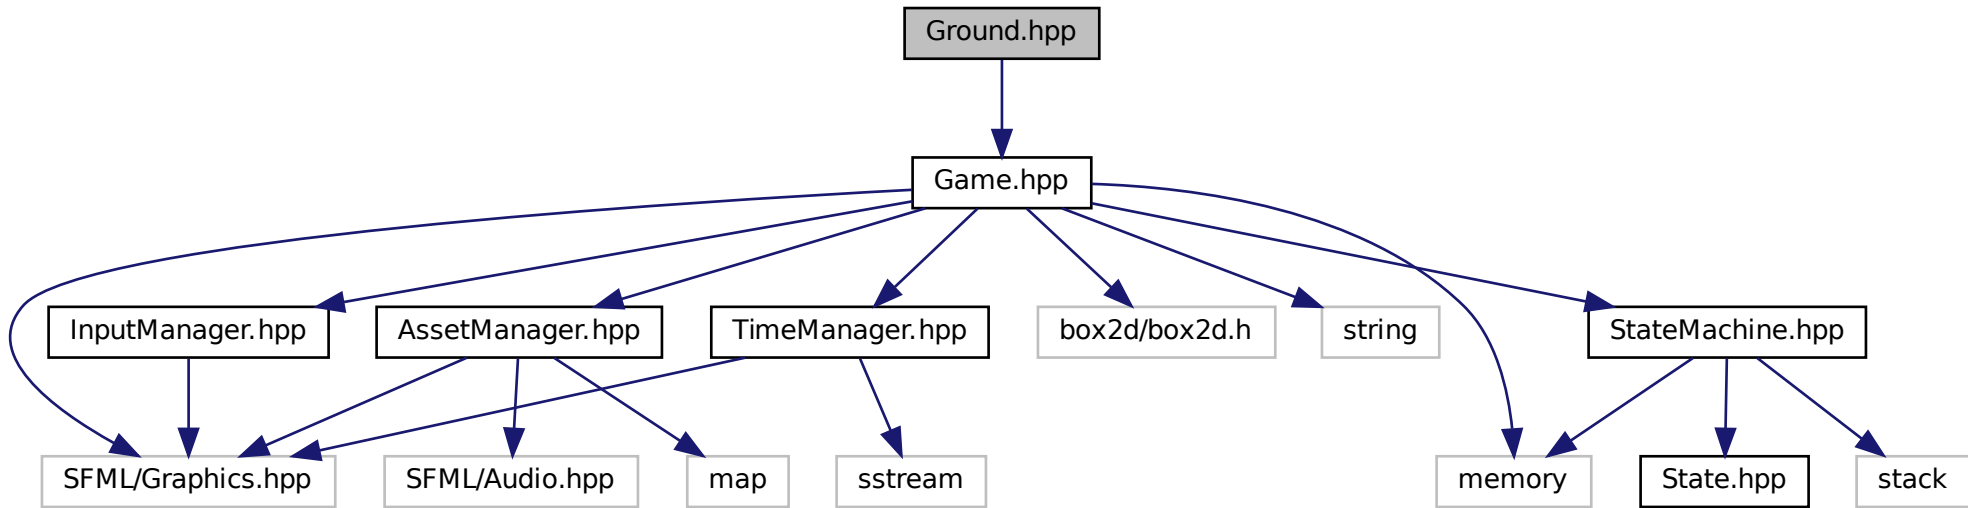 Ground.hpp
Game.hpp
InputManager.hpp
AssetManager.hpp
TimeManager.hpp
box2d/box2d.h
string
StateMachine.hpp
SFML/Graphics.hpp
SFML/Audio.hpp
map
sstream
memory
State.hpp
stack